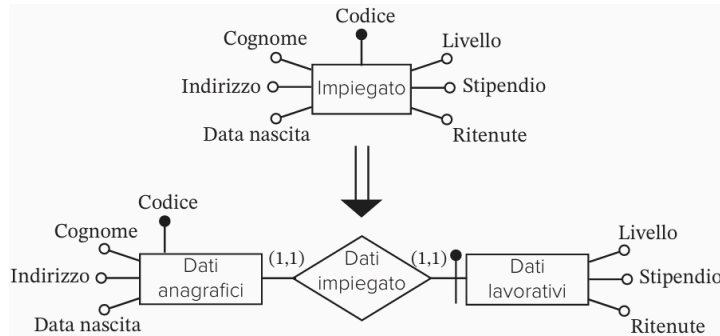 Codice
Cognome
Livello
Indirizzo
Impiegato
Stipendio
Data nascita
Ritenute
Codice
Cognome
Livello
Dati
anagrafici
(1,1)
Dati
impiegato
(1,1)
Dati
lavorativi
Indirizzo
Stipendio
Data nascita
Ritenute